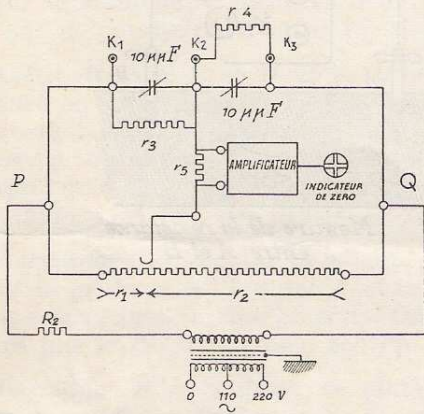 r 4
K1 K2 K3
10 μμF
10 μμF
r3
r5
AMPLIFICATEUR
INDICATEUR
DE ZERO
P
Q
r1 r2
R2
0 110 220 V
~